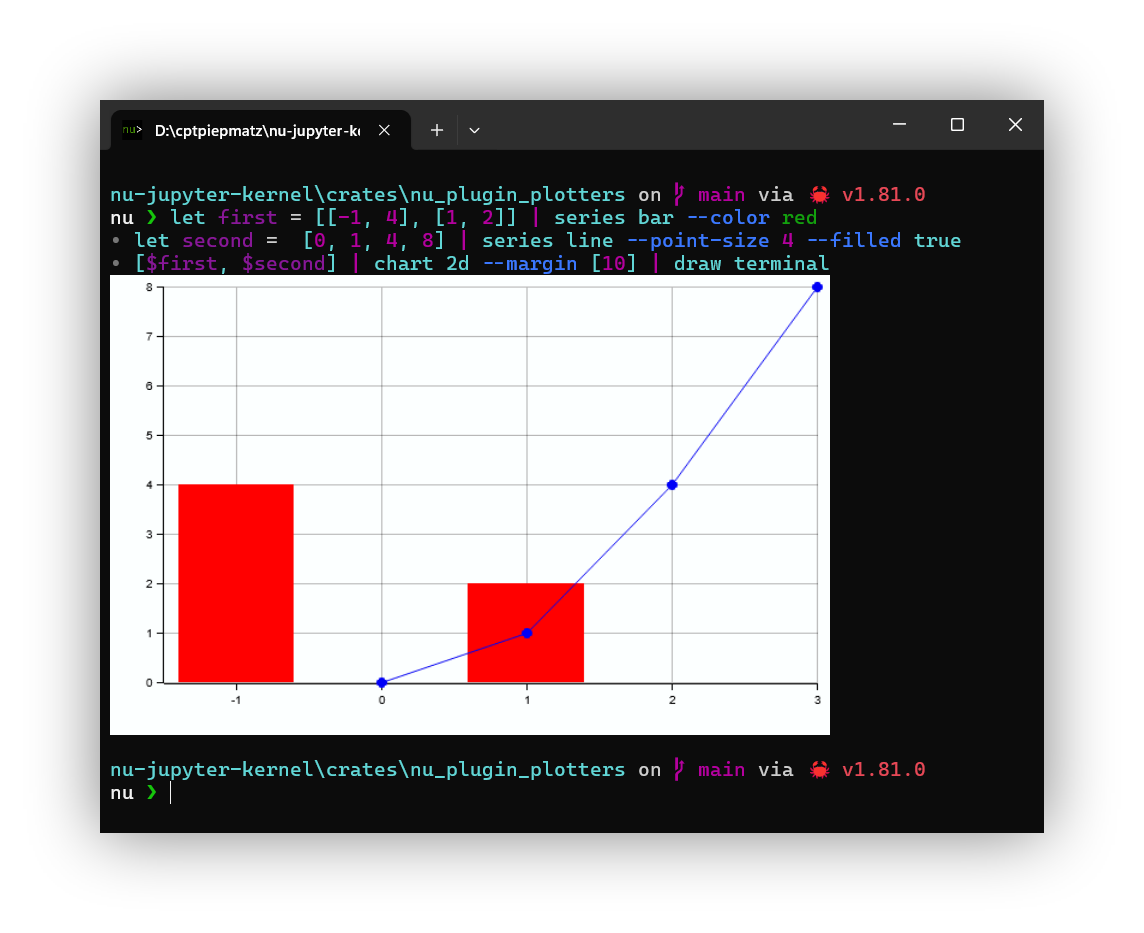 nu> D:\cptpiepmatz\nu-jupyter-ke
nu-jupyter-kernel\crates\nu_plugin_plotters on main via 🦀 v1.81.0
nu ❯ let first = [[-1, 4], [1, 2]] | series bar --color red
• let second =  [0, 1, 4, 8] | series line --point-size 4 --filled true
• [$first, $second] | chart 2d --margin [10] | draw terminal
8
7
6
5
4
3
2
1
0
-1 0 1 2 3
nu-jupyter-kernel\crates\nu_plugin_plotters on main via 🦀 v1.81.0
nu ❯